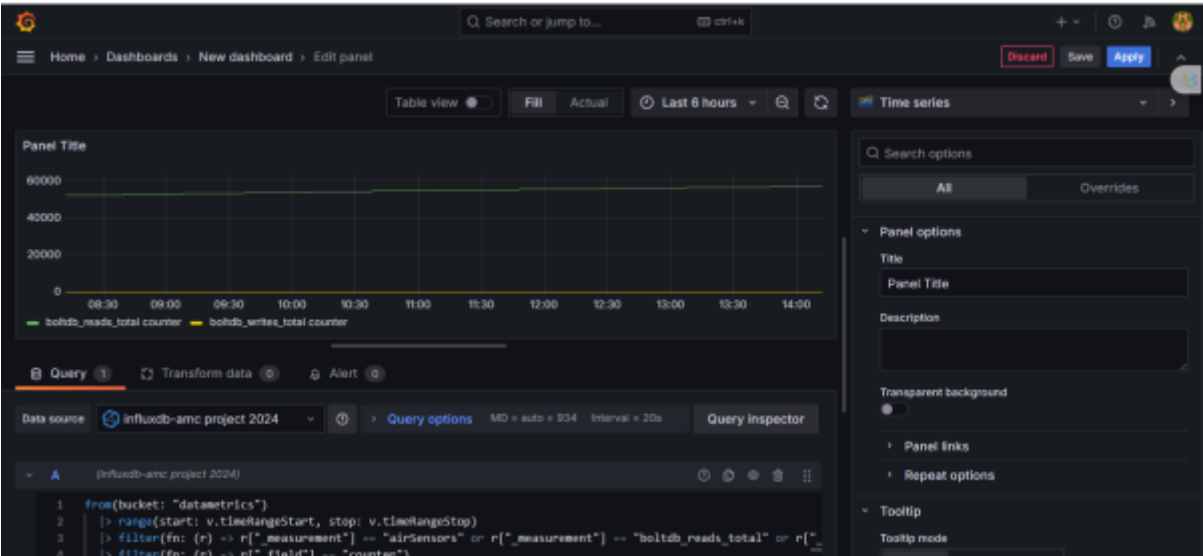 Search or jump to... ctrl+k
Home > Dashboards > New dashboard > Edit panel Discard Save Apply
Table view Fill Actual Last 6 hours Time series
Panel Title
60000
40000
20000
0
08:30 09:00 09:30 10:00 10:30 11:00 11:30 12:00 12:30 13:00 13:30 14:00
boltdb_reads_total counter boltdb_writes_total counter
Query 1 Transform data 0 Alert 0
Data source influxdb-amc project 2024 Query options MD = auto = 934 Interval = 20s Query inspector
A (influxdb-amc project 2024)
1 from(bucket: "datametrics")
2 |> range(start: v.timeRangeStart, stop: v.timeRangeStop)
3 |> filter(fn: (r) => r["_measurement"] == "airSensors" or r["_measurement"] == "boltdb_reads_total" or r["_
4 |> filter(fn: (r) => r["_field"] == "counter")
Search options
All Overrides
Panel options
Title
Panel Title
Description
Transparent background
Panel links
Repeat options
Tooltip
Tooltip mode